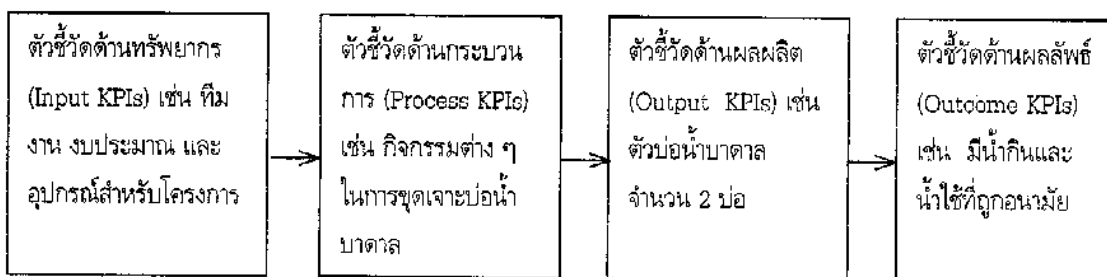 ตัวชี้วัดด้านทรัพยากร
(Input KPIs) เช่น ทีม
งาน งบประมาณ และ
อุปกรณ์สำหรับโครงการ
ตัวชี้วัดด้านกระบวน
การ (Process KPIs)
เช่น กิจกรรมต่าง ๆ
ในการขุดเจาะบ่อน้ำ
บาดาล
ตัวชี้วัดด้านผลผลิต
(Output KPIs) เช่น
ตัวบ่อน้ำบาดาล
จำนวน 2 บ่อ
ตัวชี้วัดด้านผลลัพธ์
(Outcome KPIs)
เช่น มีน้ำกินและ
น้ำใช้ที่ถูกอนามัย